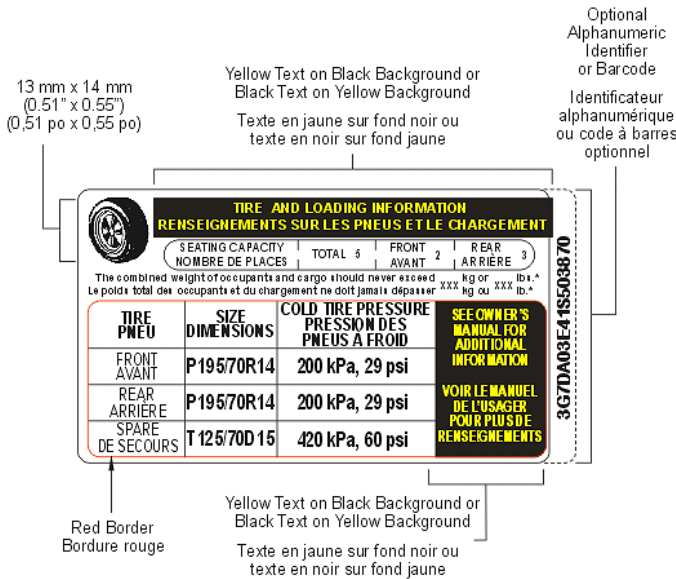 Optional
Alphanumeric
Identifier
or Barcode
Identificateur
alphanumérique
ou code à barres
optionnel
Yellow Text on Black Background or
Black Text on Yellow Background
Texte en jaune sur fond noir ou
texte en noir sur fond jaune
13 mm x 14 mm
(0.51" x 0.55")
(0,51 po x 0,55 po)
TIRE AND LOADING INFORMATION
RENSEIGNEMENTS SUR LES PNEUS ET LE CHARGEMENT
SEATING CAPACITY
NOMBRE DE PLACES
TOTAL 5
FRONT
AVANT 2
REAR
ARRIÈRE 3
The combined weight of occupants and cargo should never exceed XXX kg or XXX lbs.*
Le poids total des occupants et du chargement ne doit jamais dépasser XXX kg ou XXX lb.*
TIRE
PNEU
SIZE
DIMENSIONS
COLD TIRE PRESSURE
PRESSION DES
PNEUS À FROID
FRONT
AVANT
P195/70R14
200 kPa, 29 psi
REAR
ARRIÈRE
P195/70R14
200 kPa, 29 psi
SPARE
DE SECOURS
T125/70D15
420 kPa, 60 psi
SEE OWNER'S
MANUAL FOR
ADDITIONAL
INFORMATION
VOIR LE MANUEL
DE L'USAGER
POUR PLUS DE
RENSEIGNEMENTS
3G7DA03E41S503870
Red Border
Bordure rouge
Yellow Text on Black Background or
Black Text on Yellow Background
Texte en jaune sur fond noir ou
texte en noir sur fond jaune